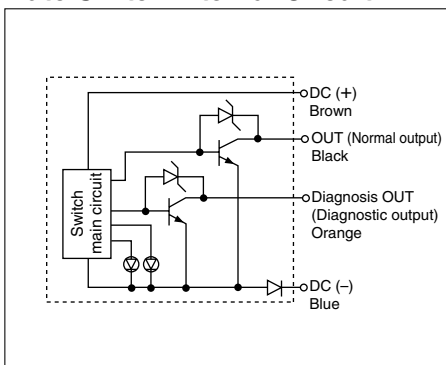 DC (+)
Brown
OUT (Normal output)
Black
Switch
main circuit
Diagnosis OUT
(Diagnostic output)
Orange
DC (–)
Blue